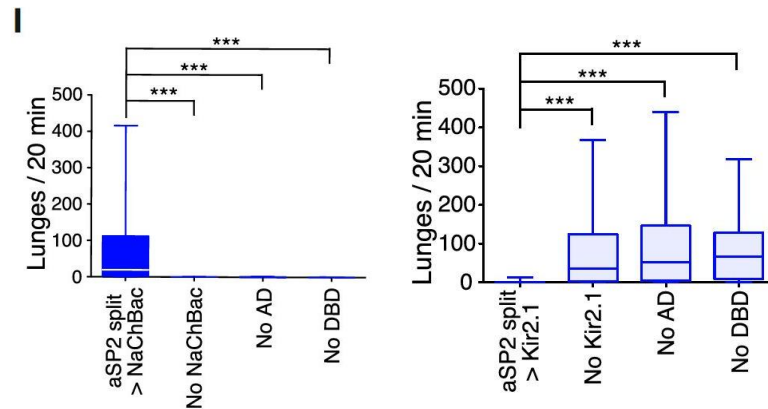 I
***
***
***
Lunges / 20 min
500
400
300
200
100
0
aSP2 split
> NaChBac
No NaChBac
No AD
No DBD
***
***
***
Lunges / 20 min
500
400
300
200
100
0
aSP2 split
> Kir2.1
No Kir2.1
No AD
No DBD